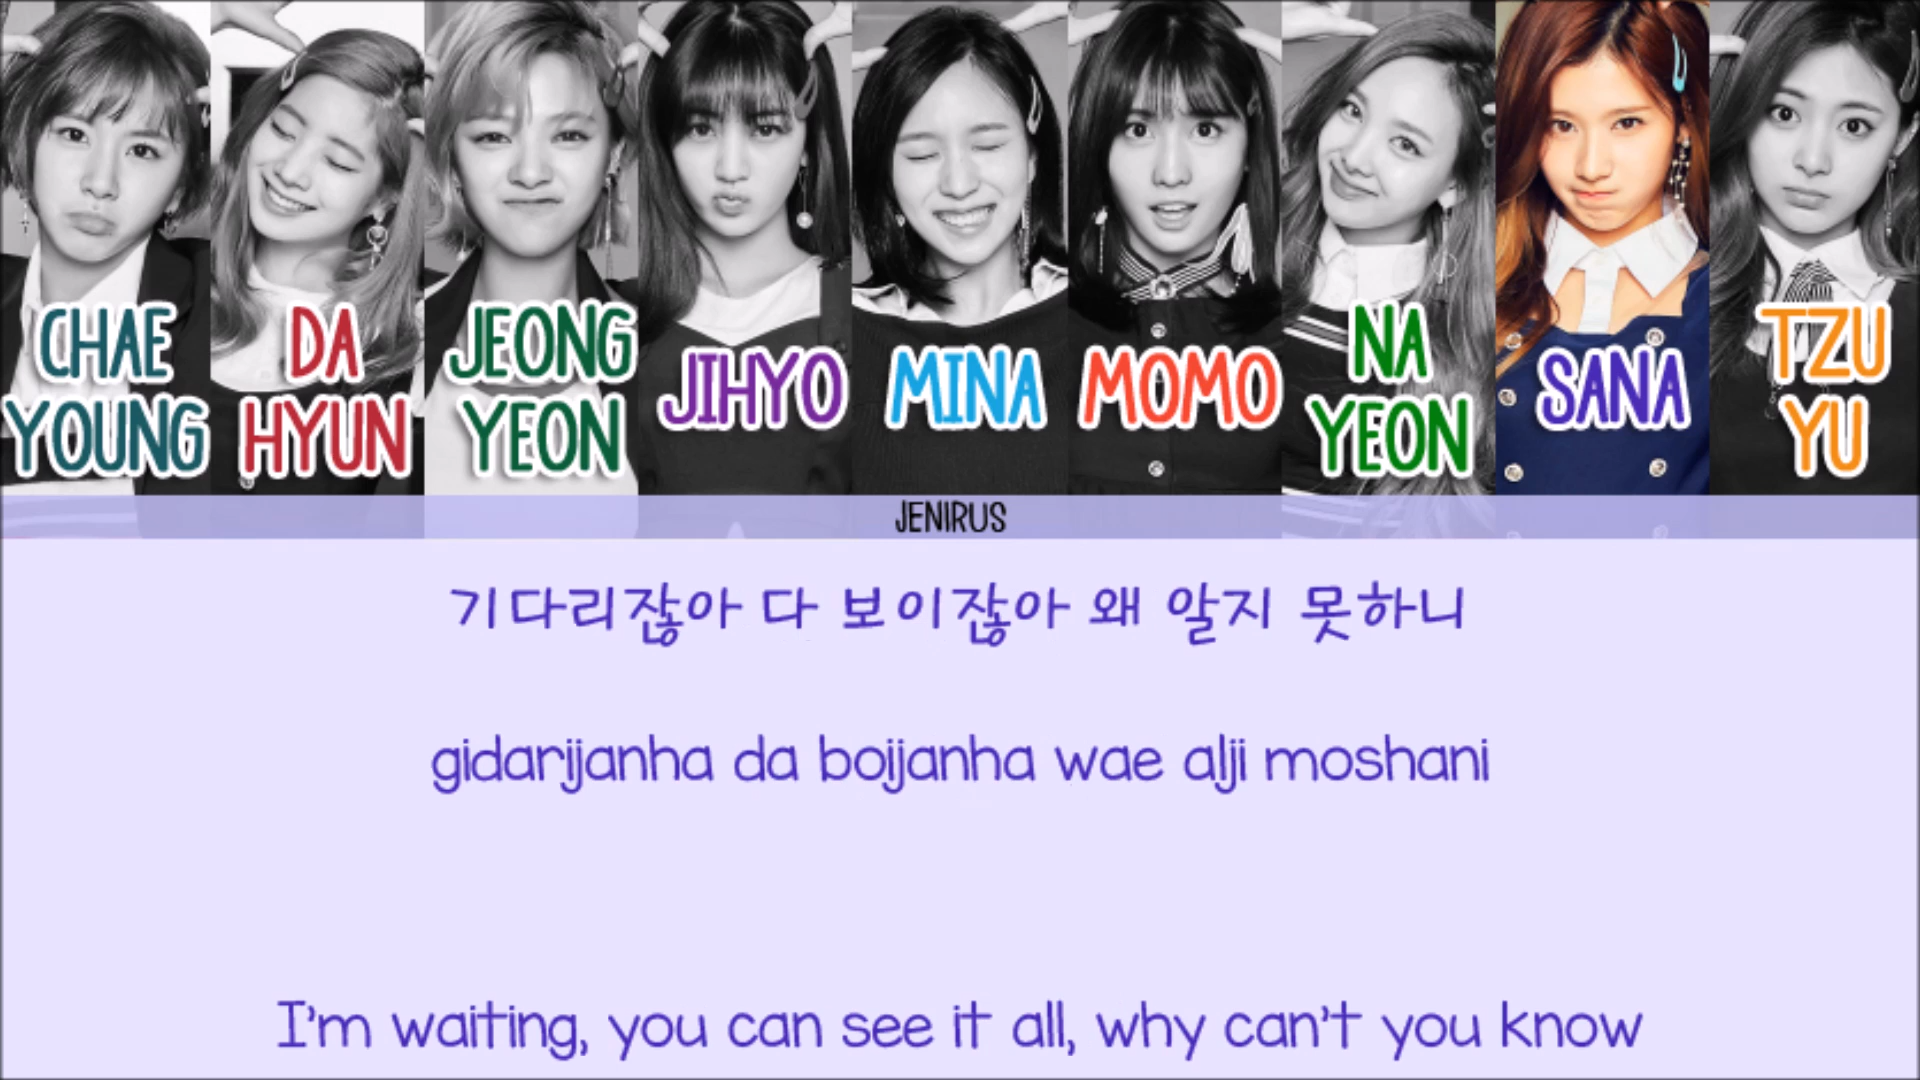 CHAE
YOUNG
DA
HYUN
JEONG
YEON
JIHYO
MINA
MOMO
NA
YEON
SANA
TZU
YU
JENIRUS
기다리잖아 다 보이잖아 왜 알지 못하니
gidarijanha da boijanha wae alji moshani
I'm waiting, you can see it all, why can't you know